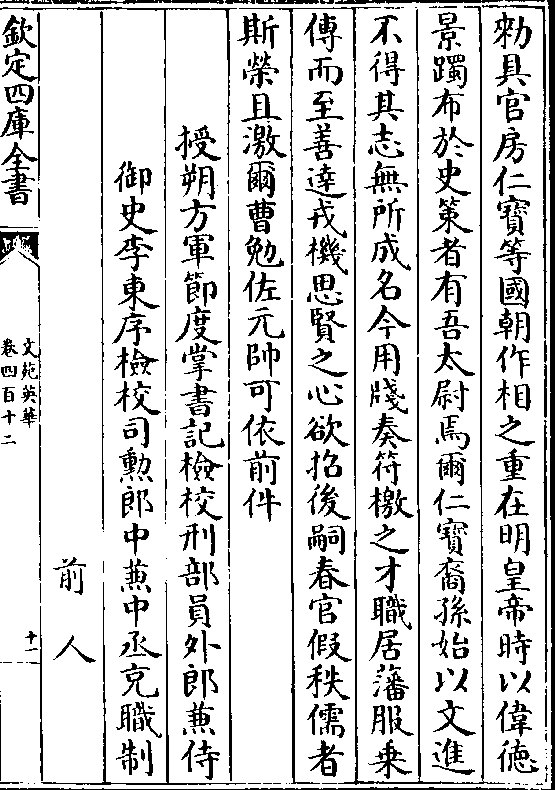 勑具官房仁寶等國朝作相之重在明皇帝時以偉徳
景躅布於史策者有吾太尉焉爾仁寶裔孫始以文進
不得其志無所成名今用牋奏符檄之才職居藩服乗
傳而至善達戎機思賢之心欲招後嗣春官假秩儒者
斯榮且激爾曹勉佐元帥可依前件
授朔方軍節度掌書記檢校刑部員外郎兼侍
御史李東序檢校司勲郎中兼中丞充職制
前人
欽定四庫全書
文苑英華
卷四百十二
十一